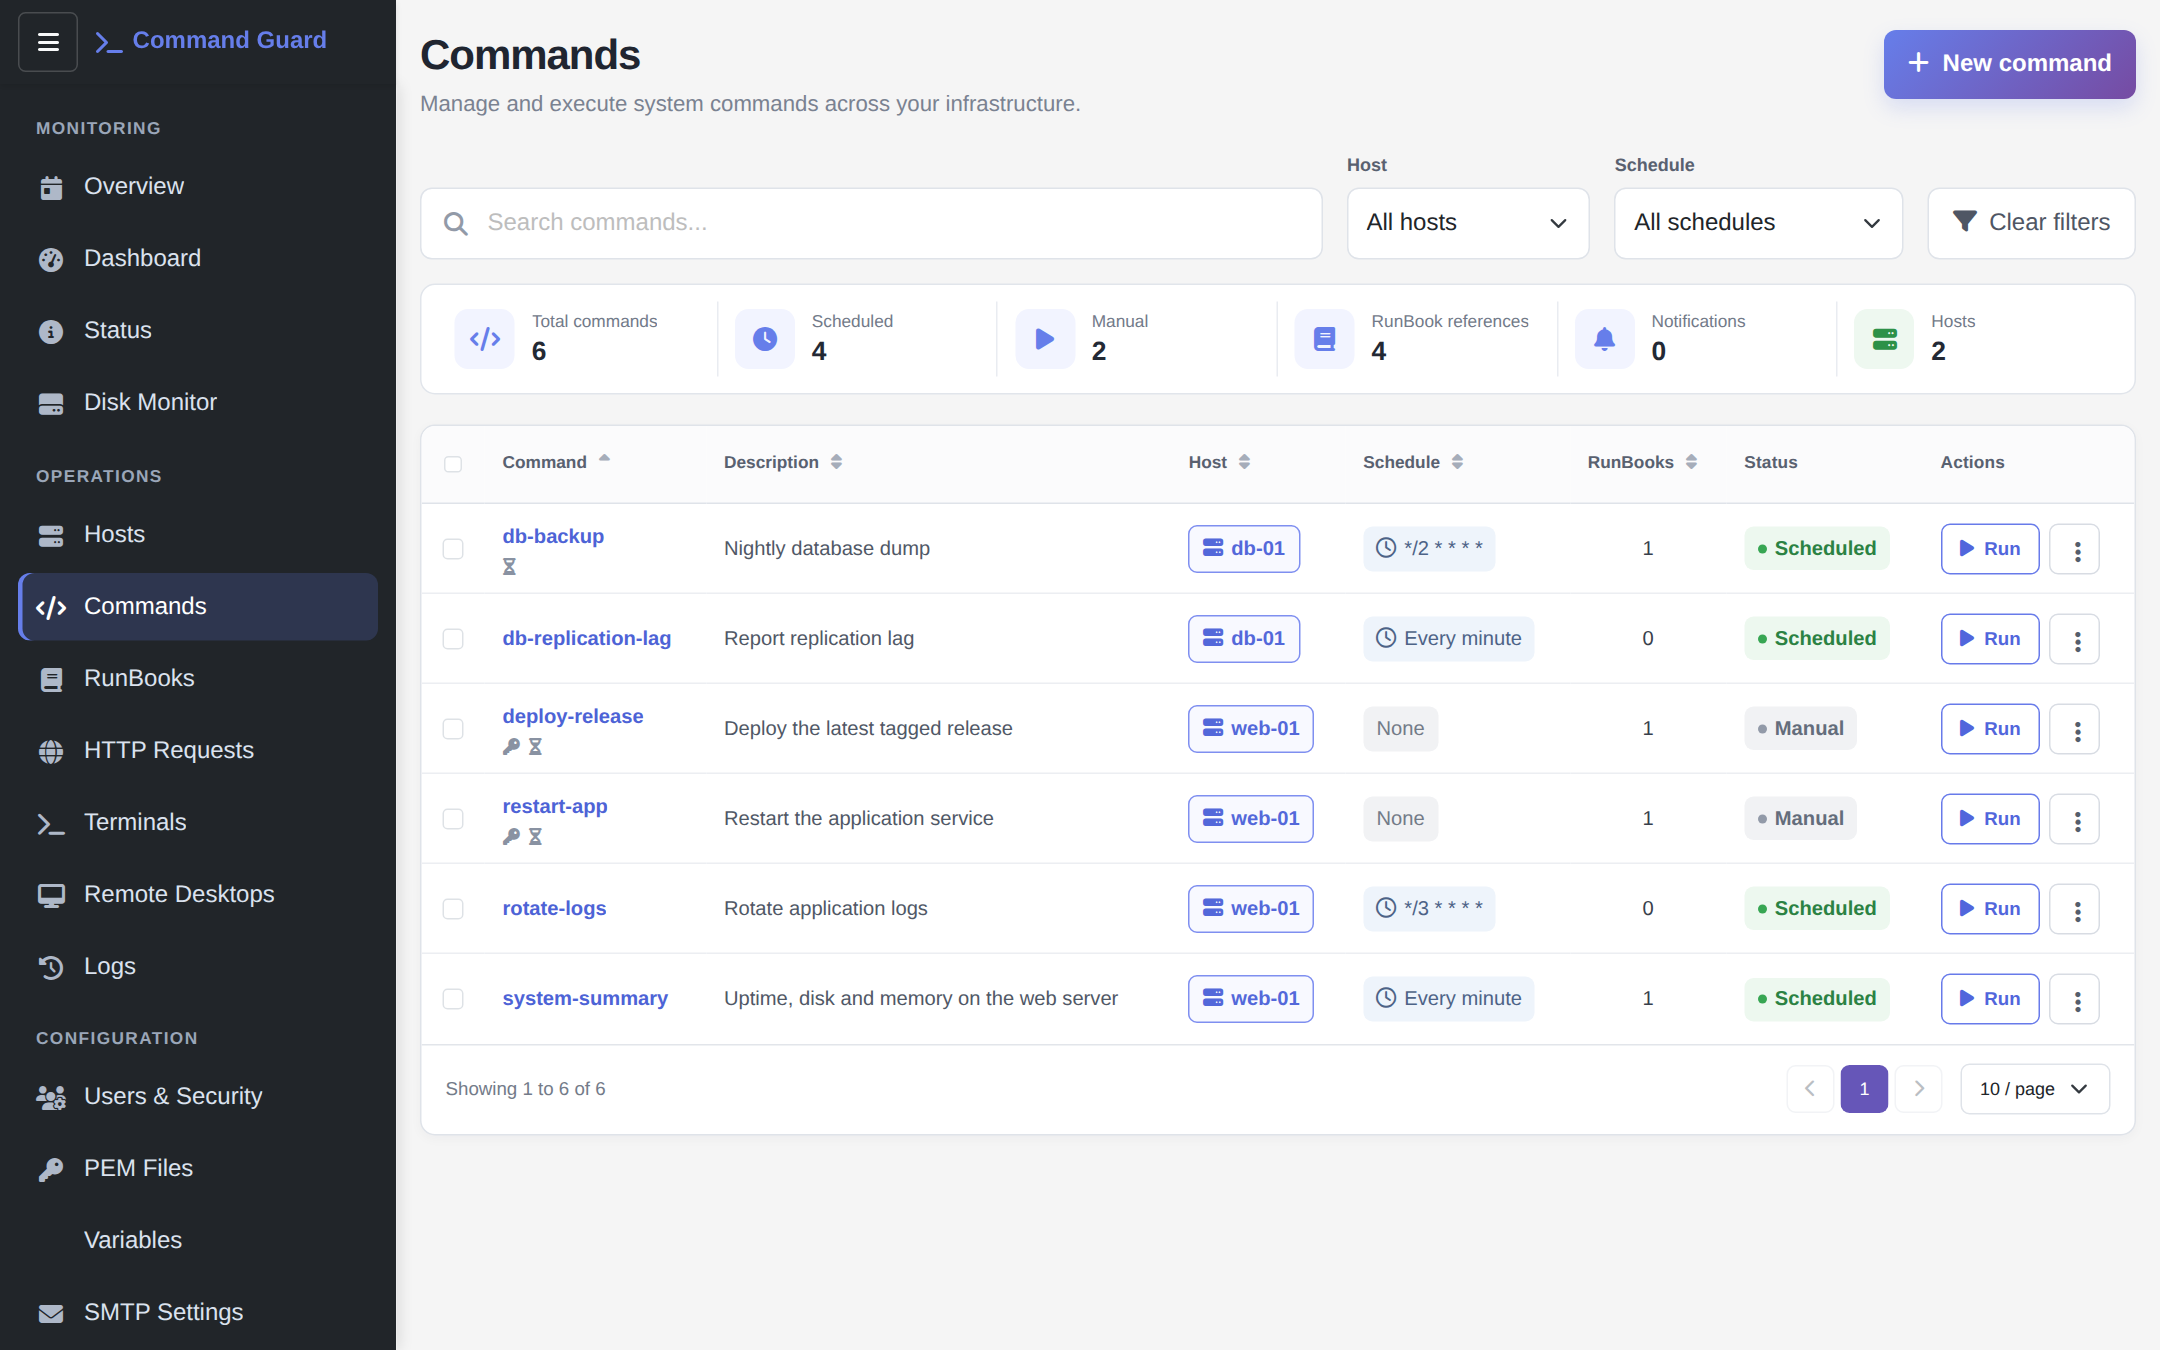 Command Guard
MONITORING
Overview
Dashboard
Status
Disk Monitor
OPERATIONS
Hosts
Commands
RunBooks
HTTP Requests
Terminals
Remote Desktops
Logs
CONFIGURATION
Users & Security
PEM Files
Variables
SMTP Settings
Commands
Manage and execute system commands across your infrastructure.
New command
Host
Schedule
Search commands...
All hosts
All schedules
Clear filters
Total commands
6
Scheduled
4
Manual
2
RunBook references
4
Notifications
0
Hosts
2
Command Description Host Schedule RunBooks Status Actions
db-backup Nightly database dump db-01 */2 * * * * 1 Scheduled Run
db-replication-lag Report replication lag db-01 Every minute 0 Scheduled Run
deploy-release Deploy the latest tagged release web-01 None 1 Manual Run
restart-app Restart the application service web-01 None 1 Manual Run
rotate-logs Rotate application logs web-01 */3 * * * * 0 Scheduled Run
system-summary Uptime, disk and memory on the web server web-01 Every minute 1 Scheduled Run
Showing 1 to 6 of 6
1
10 / page